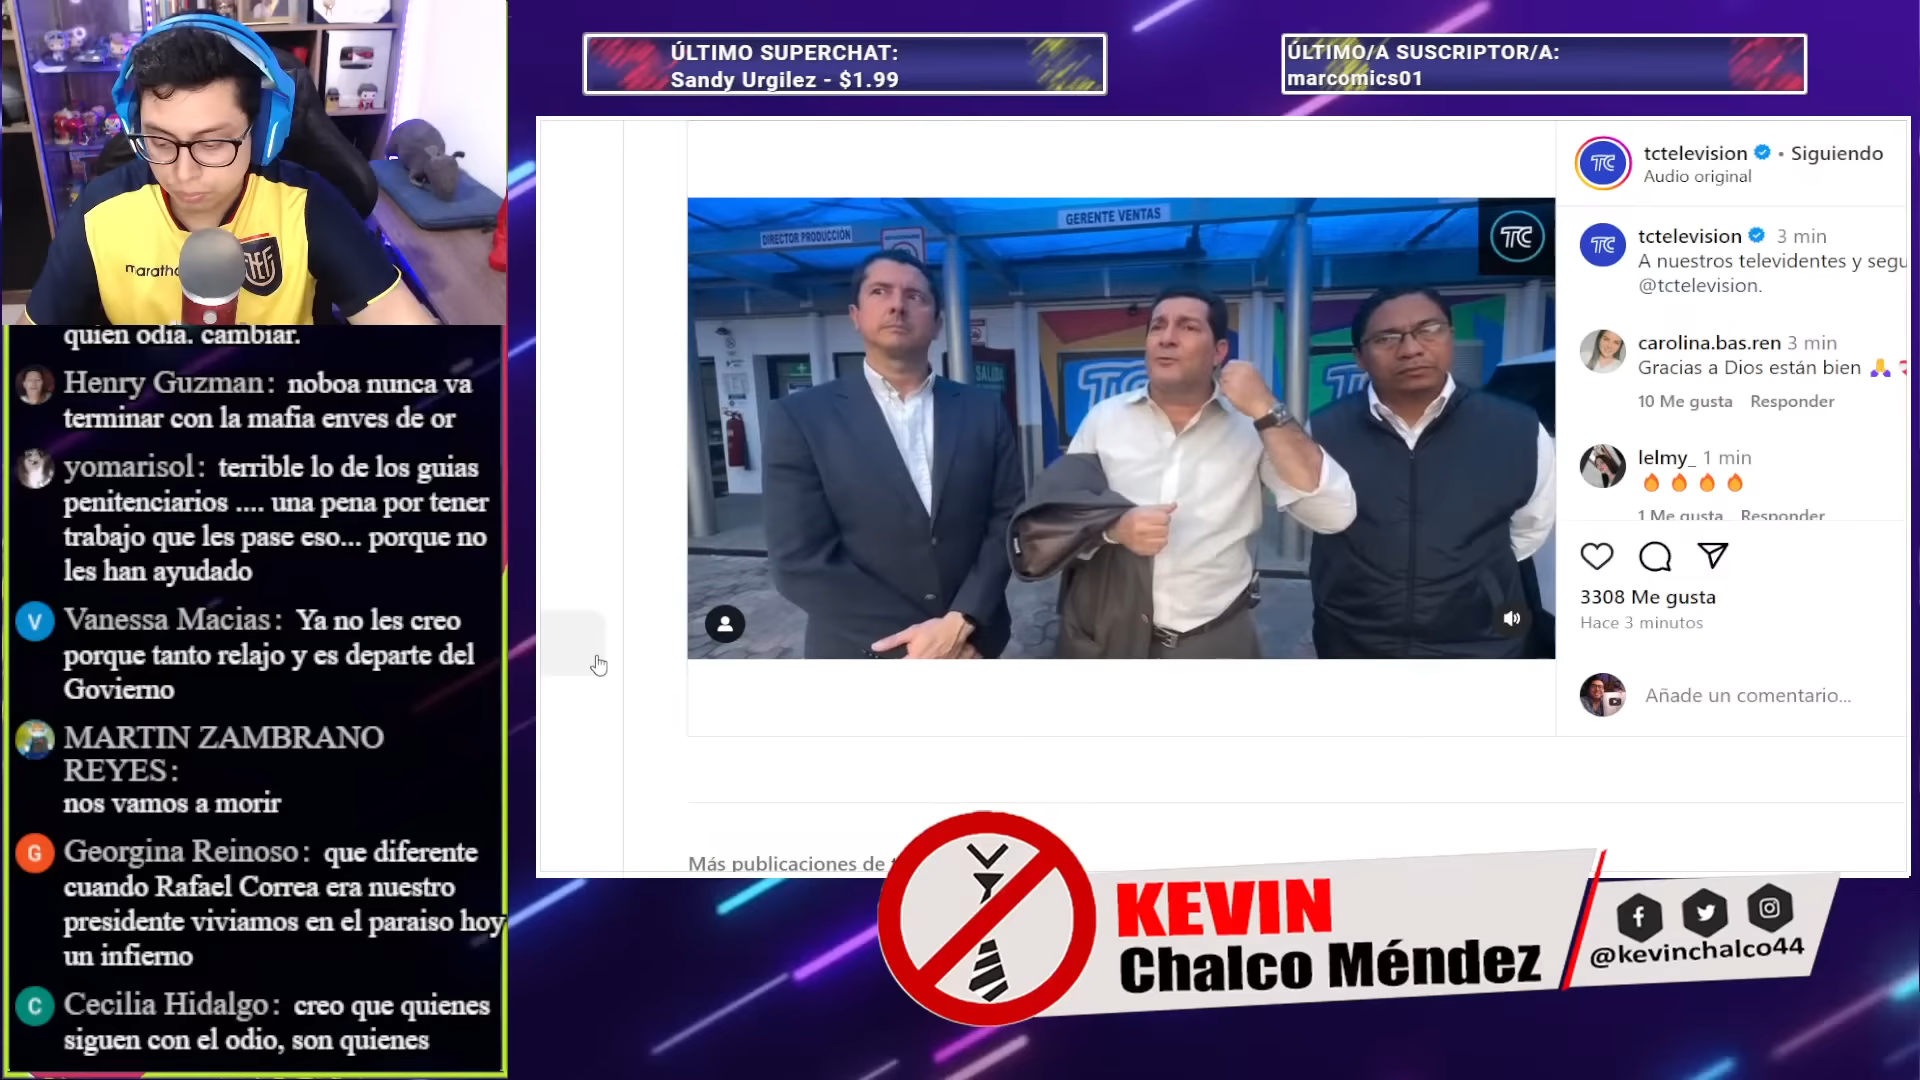 ÚLTIMO SUPERCHAT:
Sandy Urgilez - $1.99
ÚLTIMO/A SUSCRIPTOR/A:
marcomics01
maratho
quien odia. cambiar.
Henry Guzman: noboa nunca va
terminar con la mafia enves de or
yomarisol: terrible lo de los guias
penitenciarios .... una pena por tener
trabajo que les pase eso... porque no
les han ayudado
V
Vanessa Macias: Ya no les creo
porque tanto relajo y es departe del
Govierno
MARTIN ZAMBRANO
REYES:
nos vamos a morir
G
Georgina Reinoso: que diferente
cuando Rafael Correa era nuestro
presidente viviamos en el paraiso hoy
un infierno
C
Cecilia Hidalgo: creo que quienes
siguen con el odio, son quienes
DIRECTOR PRODUCCIÓN
GERENTE VENTAS
SALIDA
TC
TC
tctelevision • Siguiendo
Audio original
TC
tctelevision 3 min
A nuestros televidentes y segu
@tctelevision.
carolina.bas.ren 3 min
Gracias a Dios están bien
10 Me gusta Responder
lelmy_ 1 min
1 Me gusta Responder
3308 Me gusta
Hace 3 minutos
Añade un comentario...
Más publicaciones de
KEVIN
Chalco Méndez
@kevinchalco44